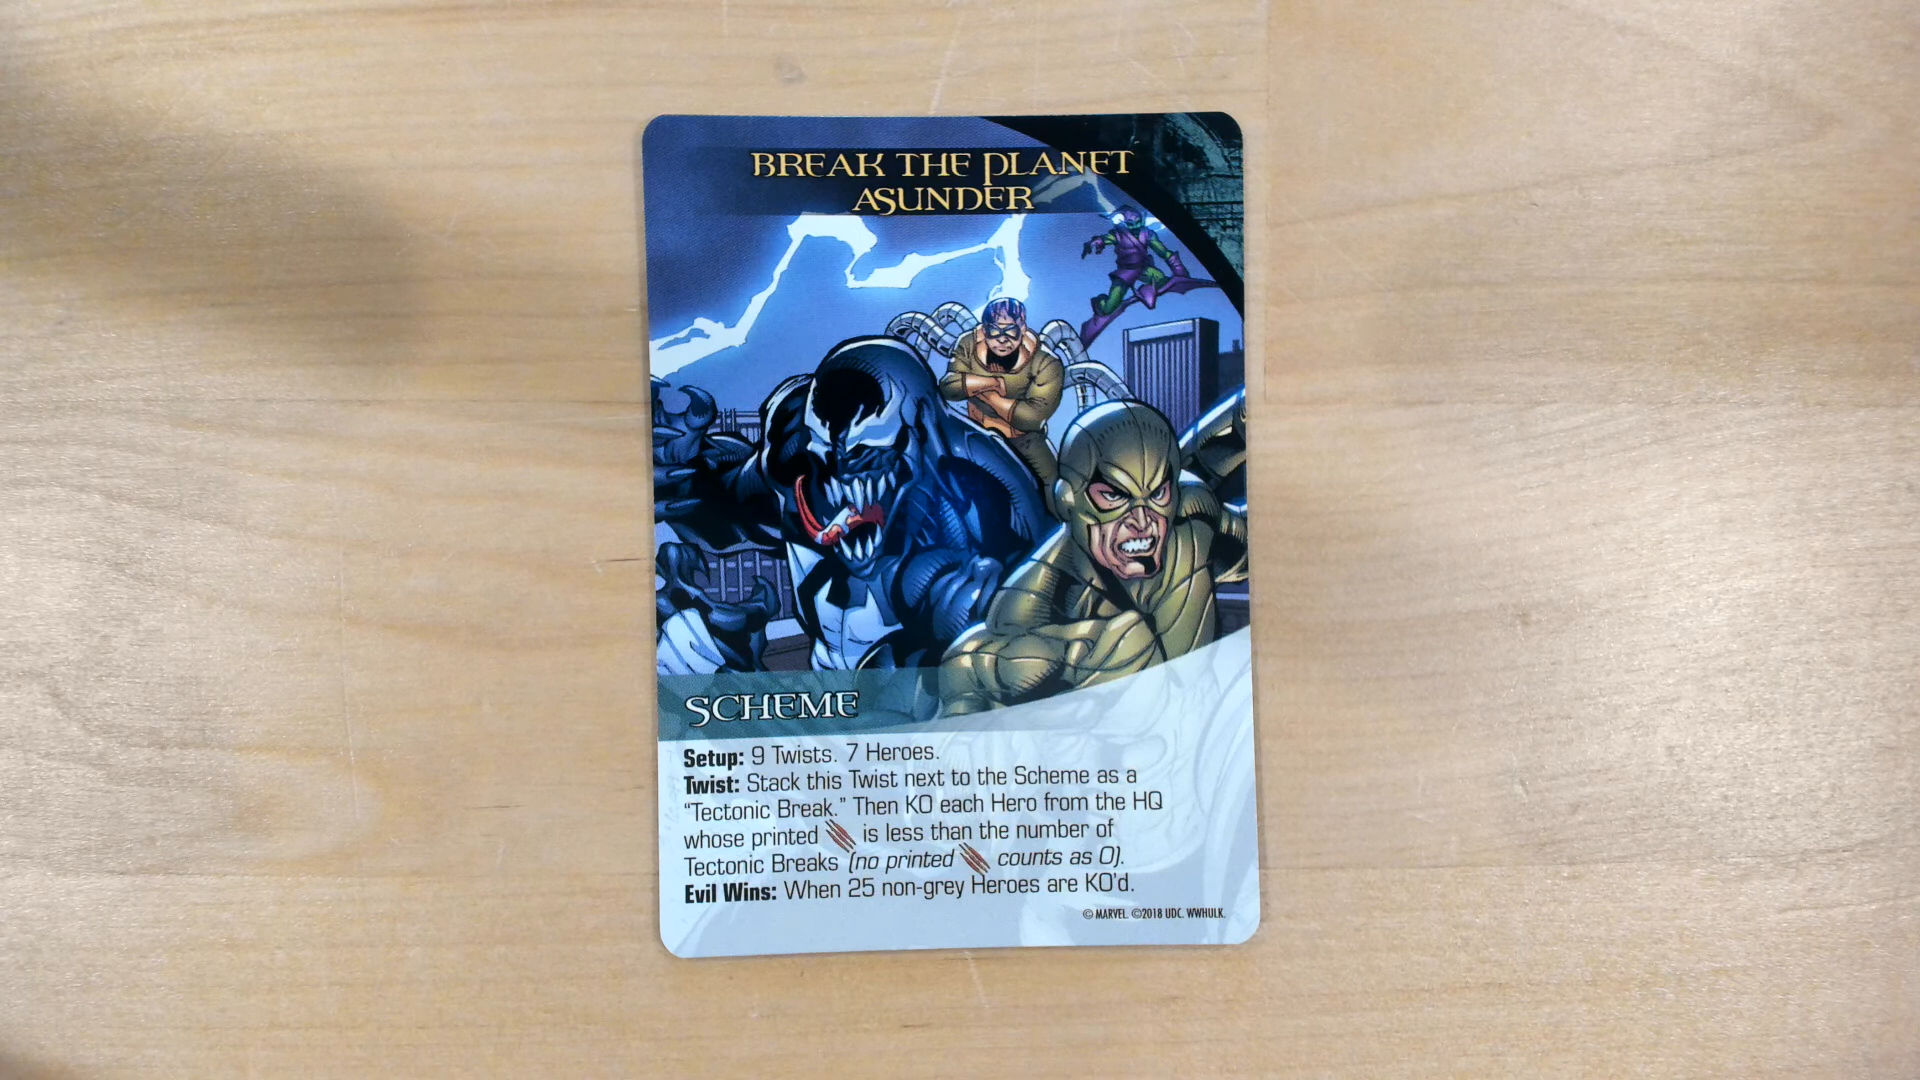 BREAK THE PLANET
ASUNDER
SCHEME
Setup: 9 Twists. 7 Heroes.
Twist: Stack this Twist next to the Scheme as a
“Tectonic Break.” Then KO each Hero from the HQ
whose printed is less than the number of
Tectonic Breaks (no printed counts as 0).
Evil Wins: When 25 non-grey Heroes are KO'd.
© MARVEL. ©2018 UDC. WWHULK.